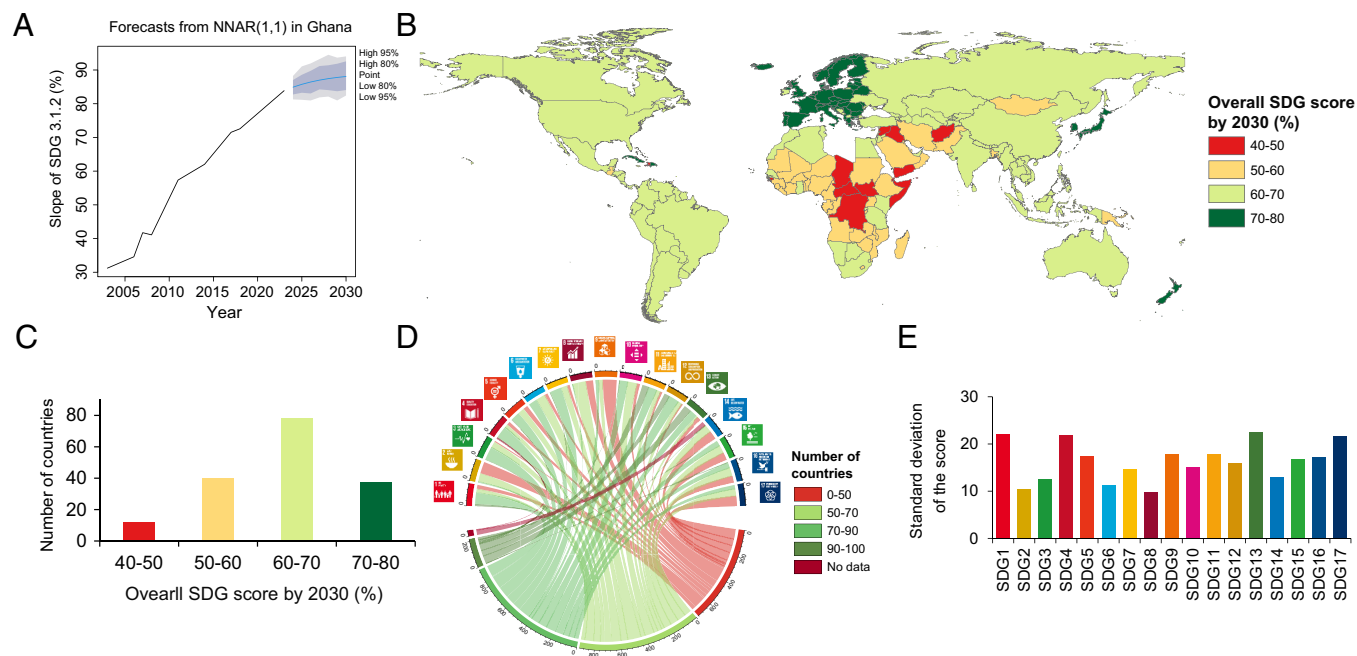 A
Forecasts from NNAR(1,1) in Ghana
Slope of SDG 3.1.2 (%)
90
80
70
60
50
40
30
2005 2010 2015 2020 2025 2030
Year
High 95%
High 80%
Point
Low 80%
Low 95%
B
Overall SDG score
by 2030 (%)
40-50
50-60
60-70
70-80
C
Number of countries
80
60
40
20
0
40-50 50-60 60-70 70-80
Ovearll SDG score by 2030 (%)
D
Number of
countries
0-50
50-70
70-90
90-100
No data
E
Standard deviation
of the score
30
20
10
0
SDG1
SDG2
SDG3
SDG4
SDG5
SDG6
SDG7
SDG8
SDG9
SDG10
SDG11
SDG12
SDG13
SDG14
SDG15
SDG16
SDG17